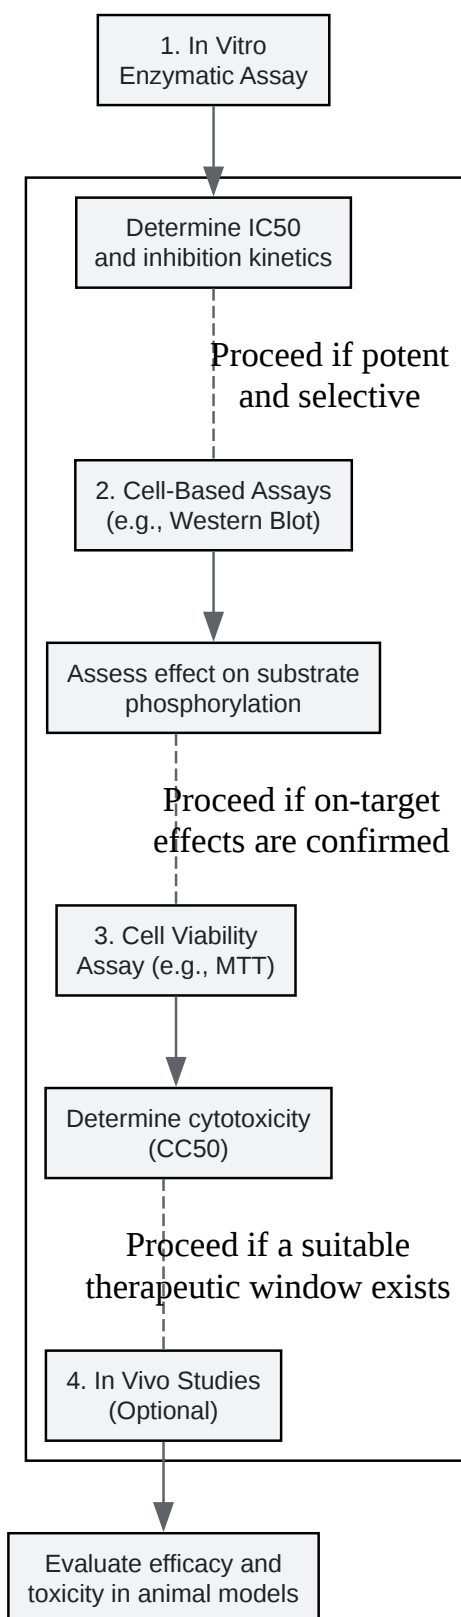 1. In Vitro
Enzymatic Assay
Determine IC50
and inhibition kinetics
Proceed if potent
and selective
2. Cell-Based Assays
(e.g., Western Blot)
Assess effect on substrate
phosphorylation
Proceed if on-target
effects are confirmed
3. Cell Viability
Assay (e.g., MTT)
Determine cytotoxicity
(CC50)
Proceed if a suitable
therapeutic window exists
4. In Vivo Studies
(Optional)
Evaluate efficacy and
toxicity in animal models